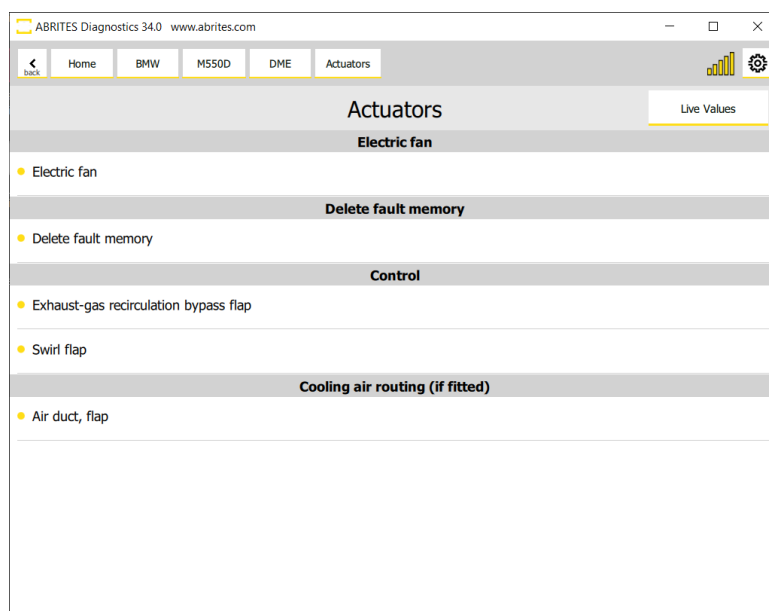 ABRITES Diagnostics 34.0 www.abrites.com
back Home BMW M550D DME Actuators
Actuators Live Values
Electric fan
Electric fan
Delete fault memory
Delete fault memory
Control
Exhaust-gas recirculation bypass flap
Swirl flap
Cooling air routing (if fitted)
Air duct, flap